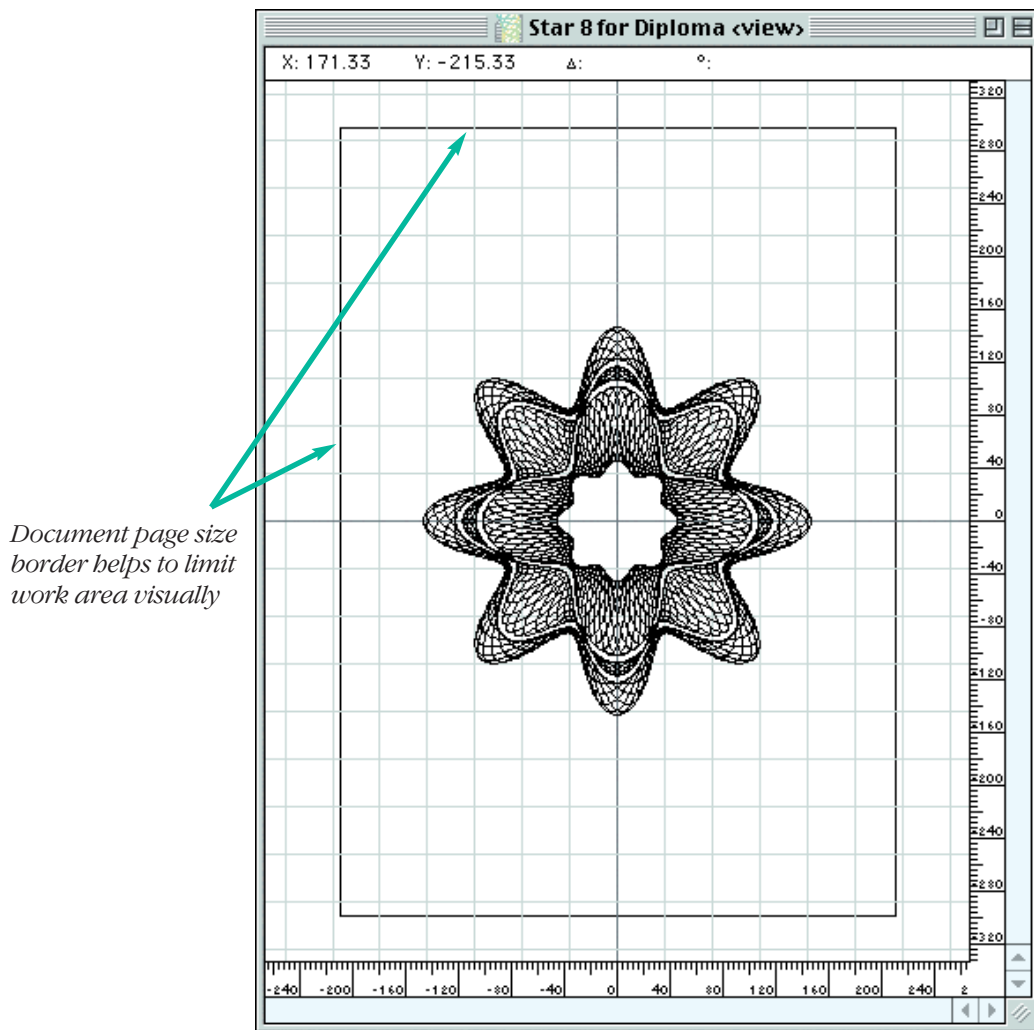 Star 8 for Diploma <view>
X: 171.33 Y: -215.33 Δ: °:
320
280
240
200
160
120
80
40
0
-40
-80
-120
-160
-200
-240
-280
-320
Document page size
border helps to limit
work area visually
-240 -200 -160 -120 -80 -40 0 40 80 120 160 200 240 2